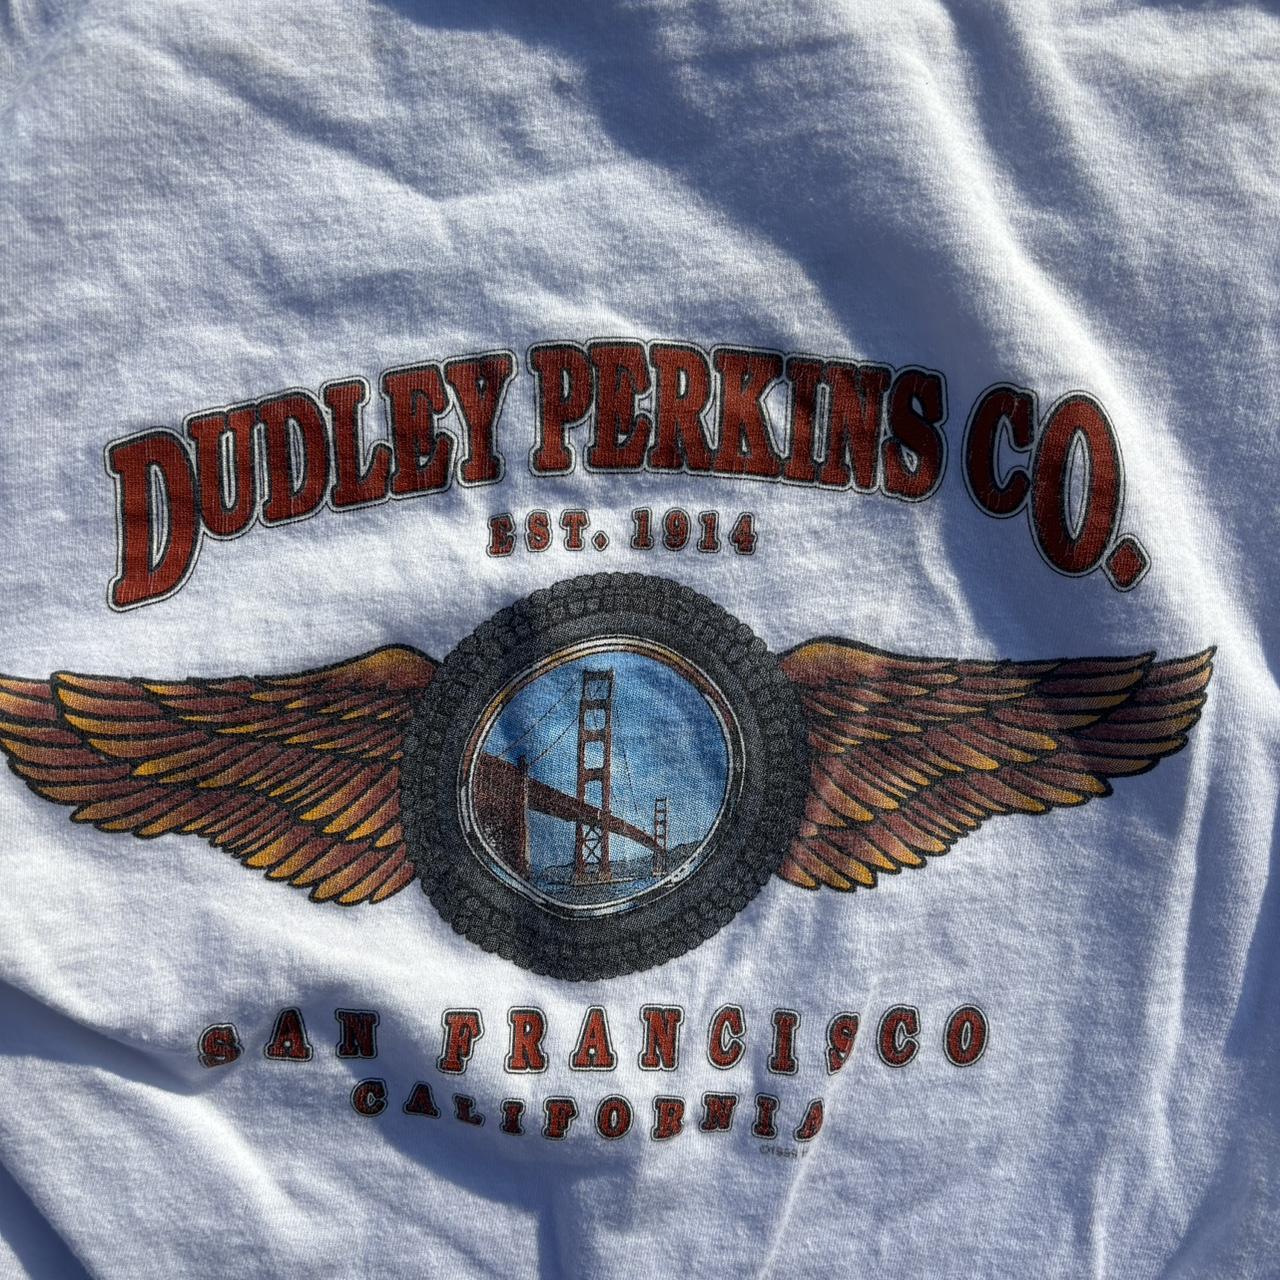 DUDLEY PERKINS CO.
EST. 1914
SAN FRANCISCO
CALIFORNIA